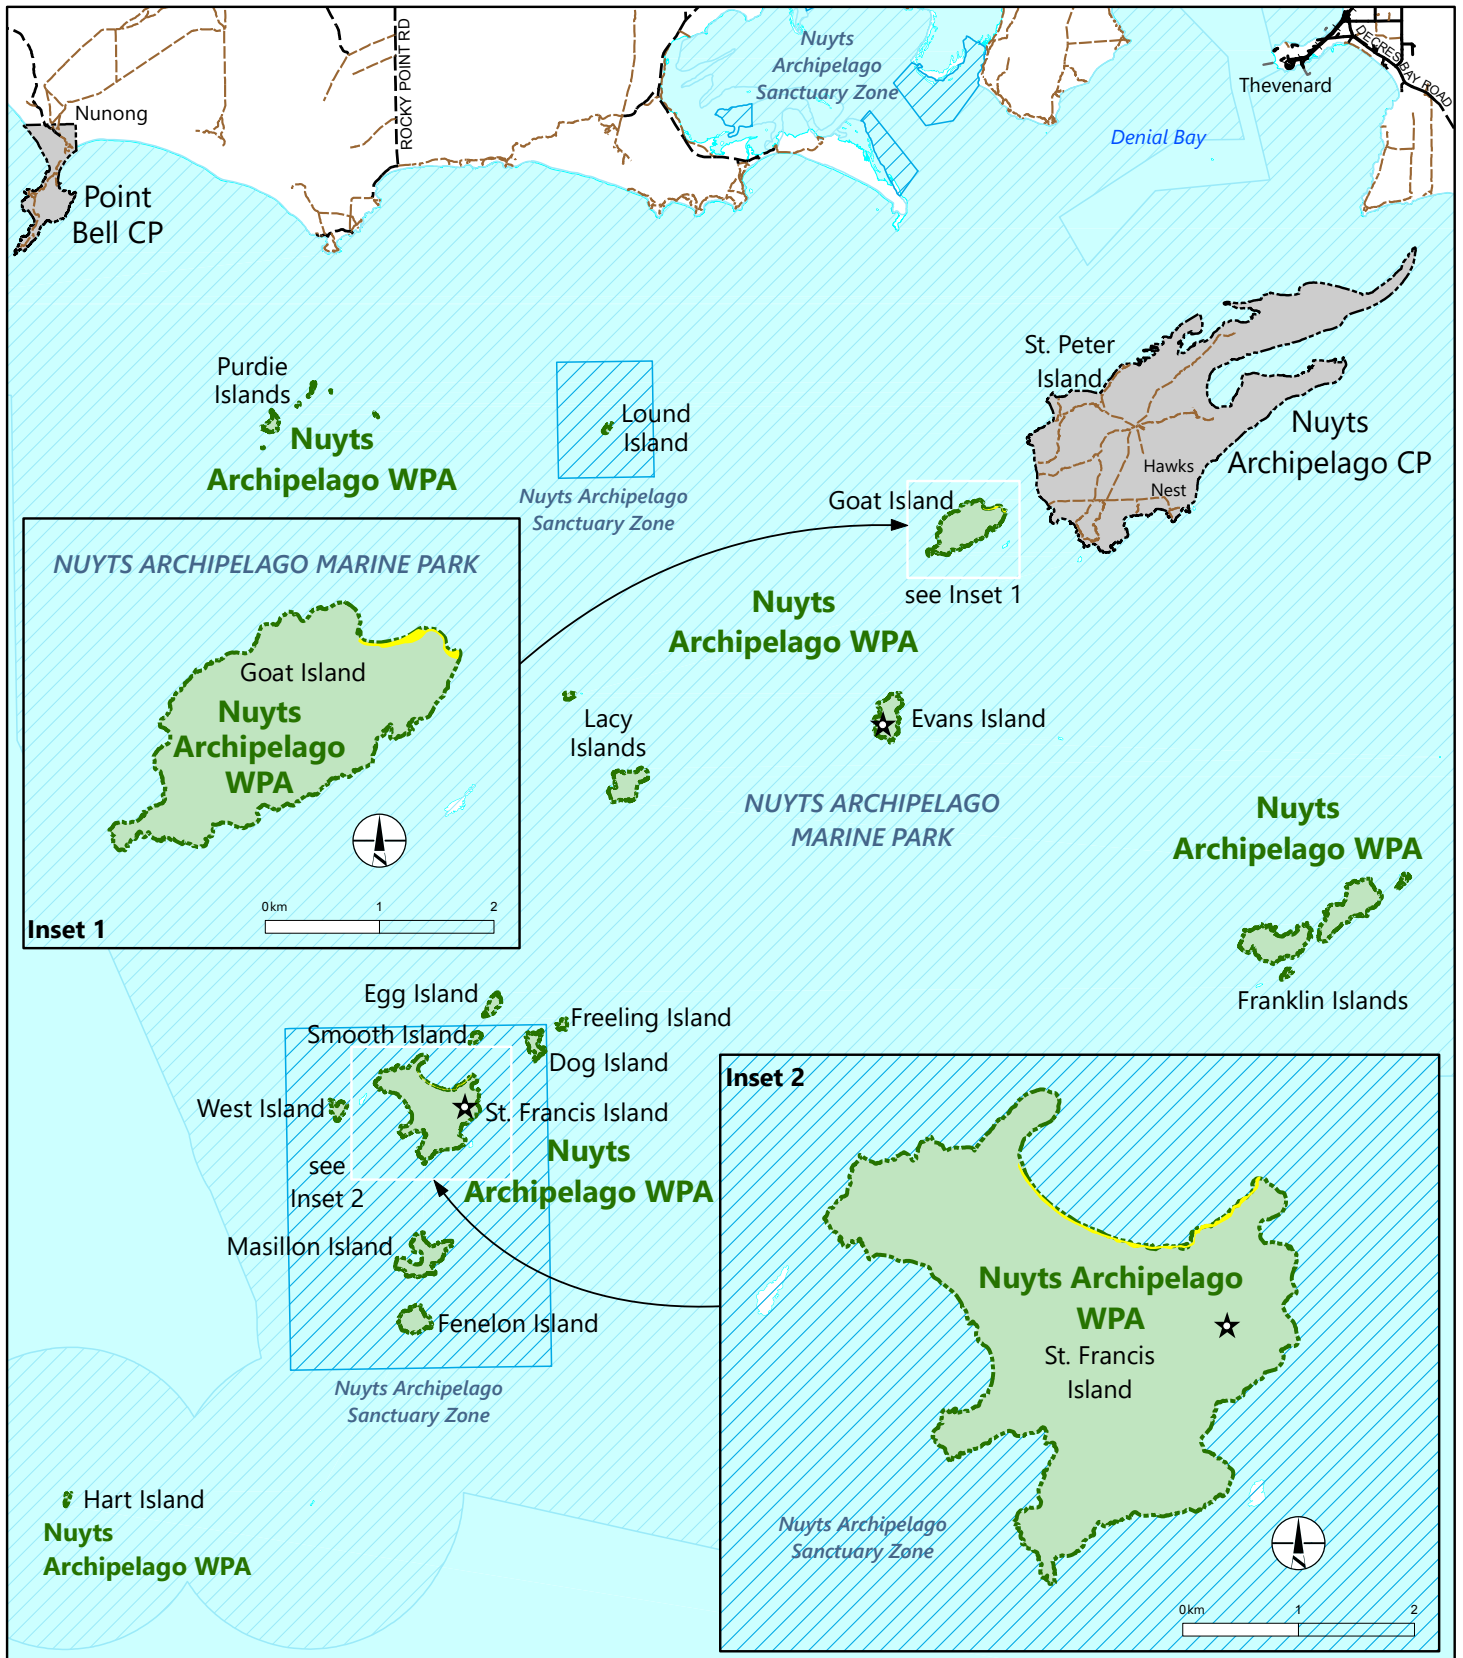 Nuyts
Archipelago
Sanctuary Zone
ROCKY POINT RD
DECRES BAY ROAD
Thevenard
Nunong
Denial Bay
Point
Bell CP
St. Peter
Island
Purdie
Islands
Nuyts
Archipelago WPA
Lound
Island
Nuyts Archipelago
Sanctuary Zone
Nuyts
Archipelago CP
Hawks
Nest
Goat Island
see Inset 1
NUYTS ARCHIPELAGO MARINE PARK
Goat Island
Nuyts
Archipelago
WPA
0 km 1 2
Inset 1
Nuyts
Archipelago WPA
Lacy
Islands
Evans Island
NUYTS ARCHIPELAGO
MARINE PARK
Nuyts
Archipelago WPA
Franklin Islands
Egg Island
Freeling Island
Smooth Island
Dog Island
West Island
St. Francis Island
see
Inset 2
Nuyts
Archipelago WPA
Masillon Island
Fenelon Island
Nuyts Archipelago
Sanctuary Zone
Hart Island
Nuyts
Archipelago WPA
Inset 2
Nuyts Archipelago
WPA
St. Francis
Island
Nuyts Archipelago
Sanctuary Zone
0 km 1 2